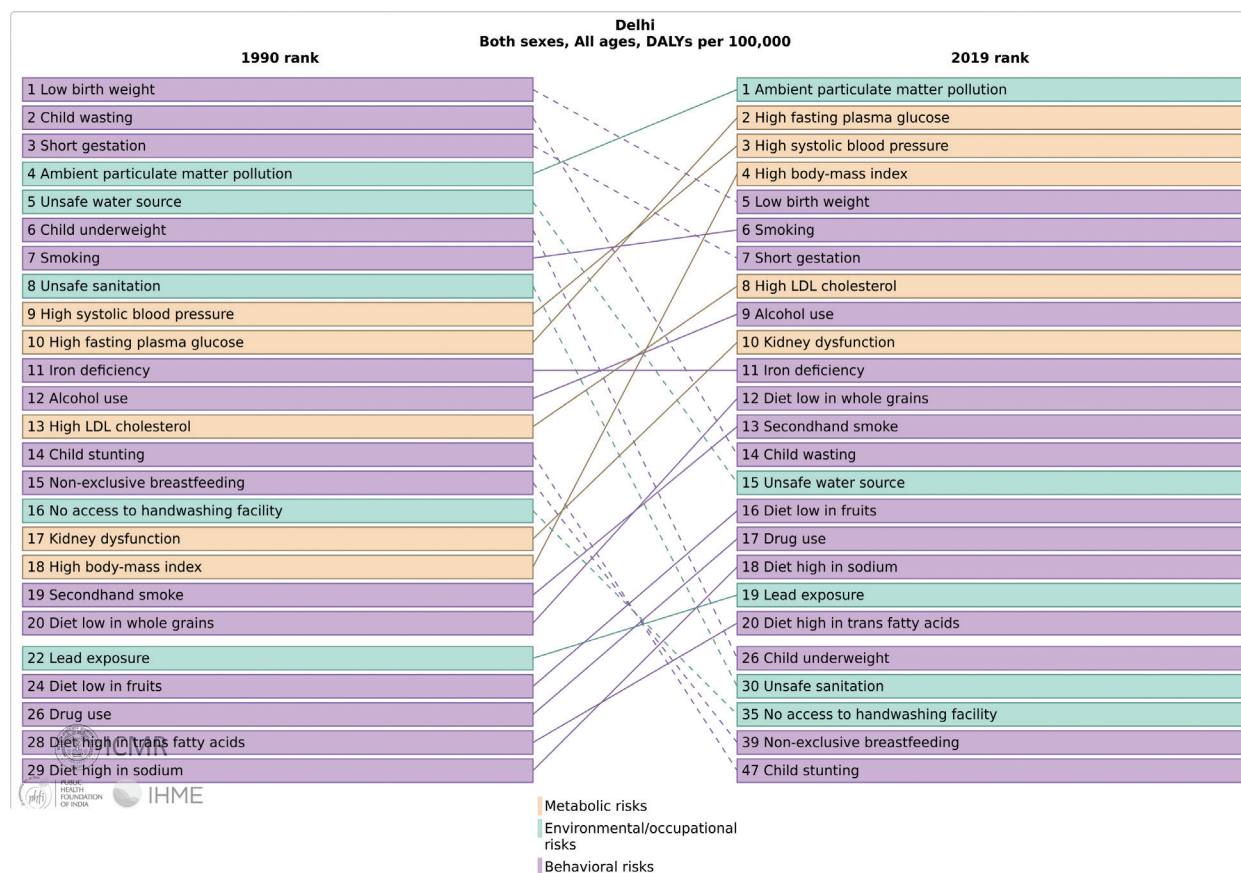 Delhi
Both sexes, All ages, DALYs per 100,000
1990 rank
2019 rank
1 Low birth weight
2 Child wasting
3 Short gestation
4 Ambient particulate matter pollution
5 Unsafe water source
6 Child underweight
7 Smoking
8 Unsafe sanitation
9 High systolic blood pressure
10 High fasting plasma glucose
11 Iron deficiency
12 Alcohol use
13 High LDL cholesterol
14 Child stunting
15 Non-exclusive breastfeeding
16 No access to handwashing facility
17 Kidney dysfunction
18 High body-mass index
19 Secondhand smoke
20 Diet low in whole grains
22 Lead exposure
24 Diet low in fruits
26 Drug use
28 Diet high in trans fatty acids
29 Diet high in sodium
1 Ambient particulate matter pollution
2 High fasting plasma glucose
3 High systolic blood pressure
4 High body-mass index
5 Low birth weight
6 Smoking
7 Short gestation
8 High LDL cholesterol
9 Alcohol use
10 Kidney dysfunction
11 Iron deficiency
12 Diet low in whole grains
13 Secondhand smoke
14 Child wasting
15 Unsafe water source
16 Diet low in fruits
17 Drug use
18 Diet high in sodium
19 Lead exposure
20 Diet high in trans fatty acids
26 Child underweight
30 Unsafe sanitation
35 No access to handwashing facility
39 Non-exclusive breastfeeding
47 Child stunting
ICMR
phfi
PUBLIC
HEALTH
FOUNDATION
OF INDIA
IHME
Metabolic risks
Environmental/occupational
risks
Behavioral risks